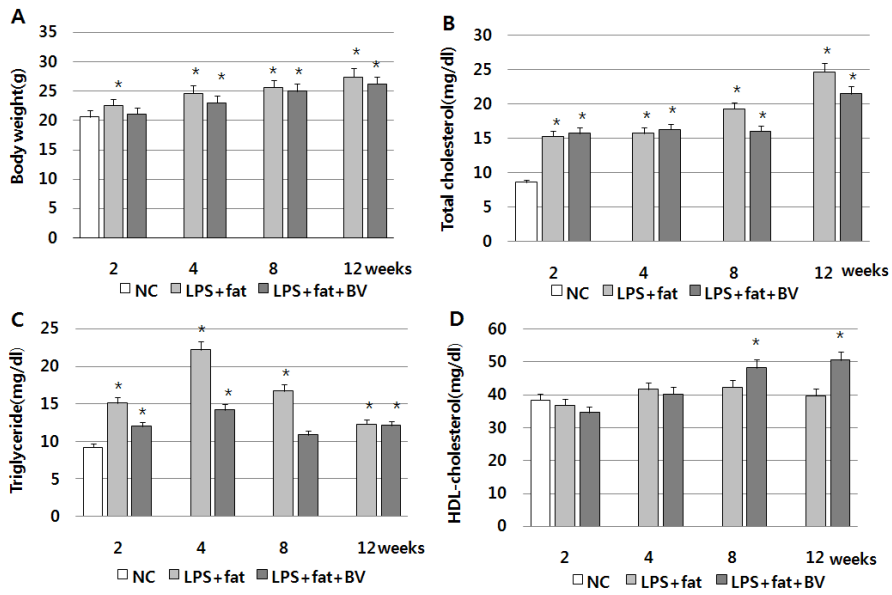 A
Body weight(g)
35
30
25
20
15
10
5
0
* * * * * * *
2 4 8 12 weeks
NC LPS+fat LPS+fat+BV
B
Total cholesterol(mg/dl)
30
25
20
15
10
5
0
* * * * * * * *
2 4 8 12 weeks
NC LPS+fat LPS+fat+BV
C
Triglyceride(mg/dl)
25
20
15
10
5
0
* * * * * * *
2 4 8 12 weeks
NC LPS+fat LPS+fat+BV
D
HDL-cholesterol(mg/dl)
60
50
40
30
20
10
0
* *
2 4 8 12 weeks
NC LPS+fat LPS+fat+BV